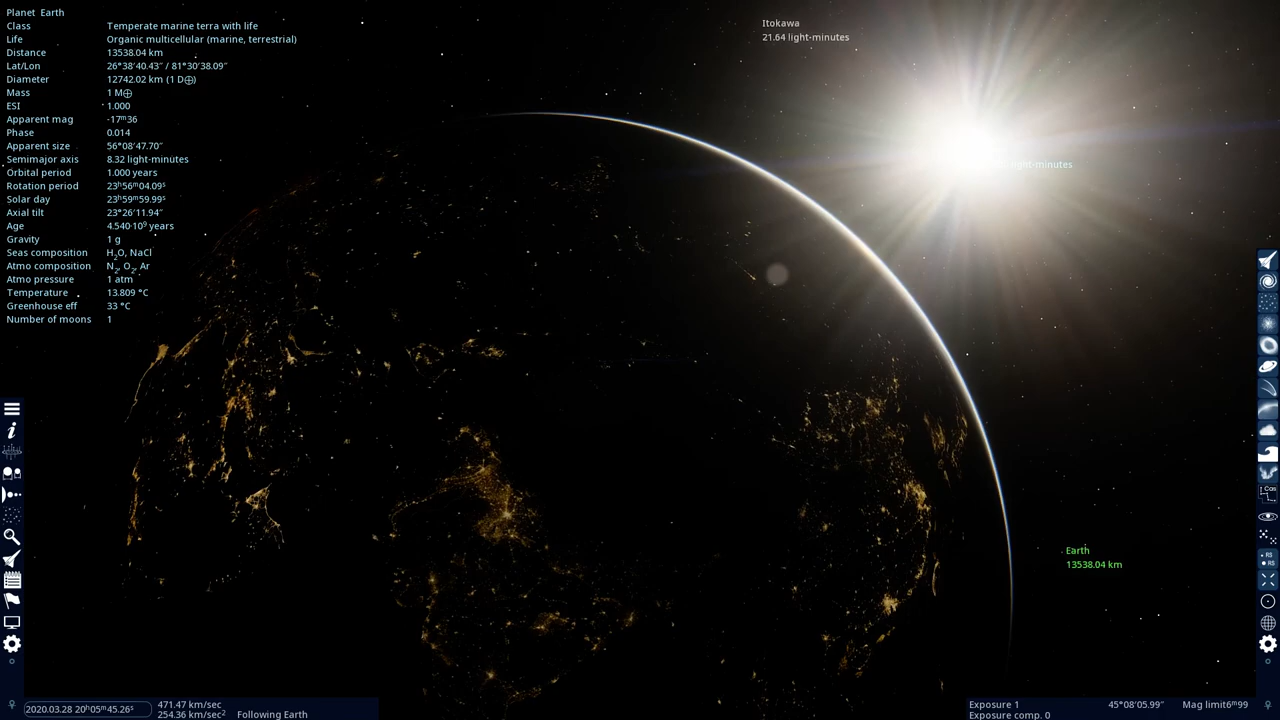 Planet Earth
Class Temperate marine terra with life
Life Organic multicellular (marine, terrestrial)
Distance 13538.04 km
Lat/Lon 26°38′40.43″ / 81°30′38.09″
Diameter 12742.02 km (1 D⊕)
Mass 1 M⊕
ESI 1.000
Apparent mag -17ᵐ36
Phase 0.014
Apparent size 56°08′47.70″
Semimajor axis 8.32 light-minutes
Orbital period 1.000 years
Rotation period 23ʰ56ᵐ04.09ˢ
Solar day 23ʰ59ᵐ59.99ˢ
Axial tilt 23°26′11.94″
Age 4.540·10⁹ years
Gravity 1 g
Seas composition H₂O, NaCl
Atmo composition N₂, O₂, Ar
Atmo pressure 1 atm
Temperature 13.809 °C
Greenhouse eff 33 °C
Number of moons 1
Itokawa
21.64 light-minutes
light-minutes
Earth
13538.04 km
Can
RS
RS
2020.03.28 20ʰ05ᵐ45.26ˢ
471.47 km/sec
254.36 km/sec²
Following Earth
Exposure 1
Exposure comp. 0
45°08′05.99″
Mag limit6ᵐ99